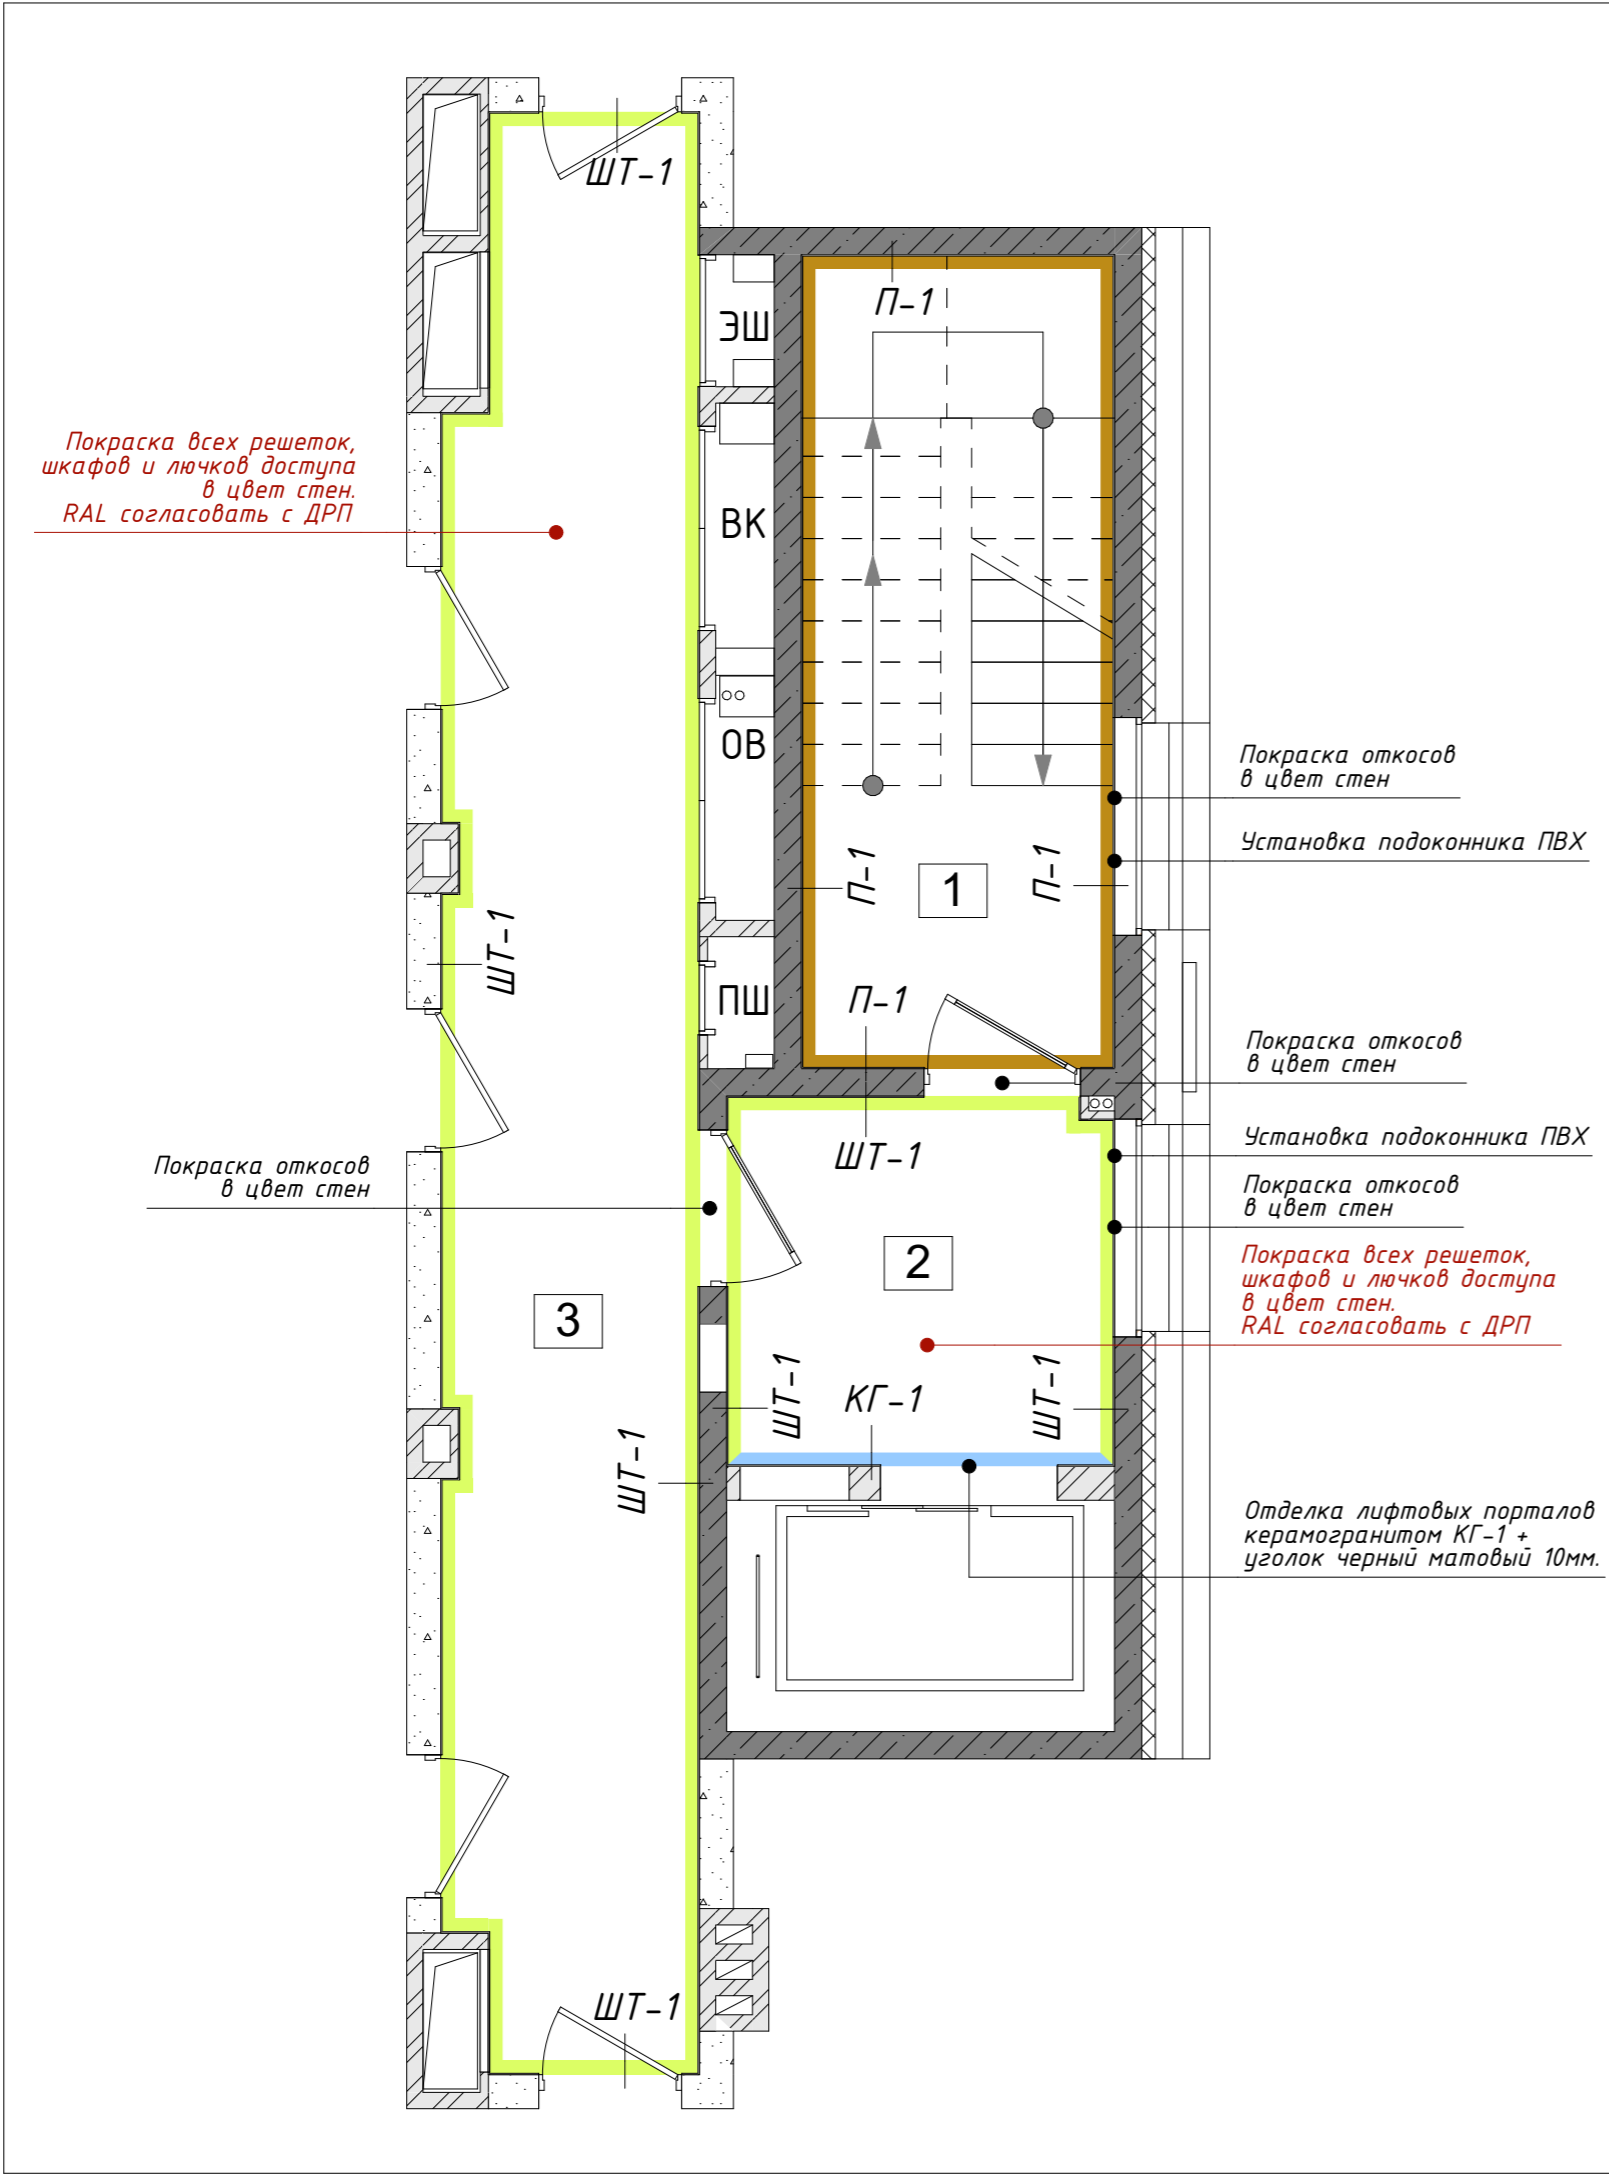 ШТ-1
П-1
ЭШ
Покраска всех решеток,
шкафов и лючков доступа
в цвет стен.
RAL согласовать с ДРП
ВК
ОВ
Покраска откосов
в цвет стен
Установка подоконника ПВХ
П-1
1
П-1
ШТ-1
ПШ
П-1
Покраска откосов
в цвет стен
Установка подоконника ПВХ
ШТ-1
Покраска откосов
в цвет стен
Покраска откосов
в цвет стен
2
Покраска всех решеток,
шкафов и лючков доступа
в цвет стен.
RAL согласовать с ДРП
3
ШТ-1
КГ-1
ШТ-1
ШТ-1
Отделка лифтовых порталов
керамогранитом КГ-1 +
уголок черный матовый 10мм.
ШТ-1